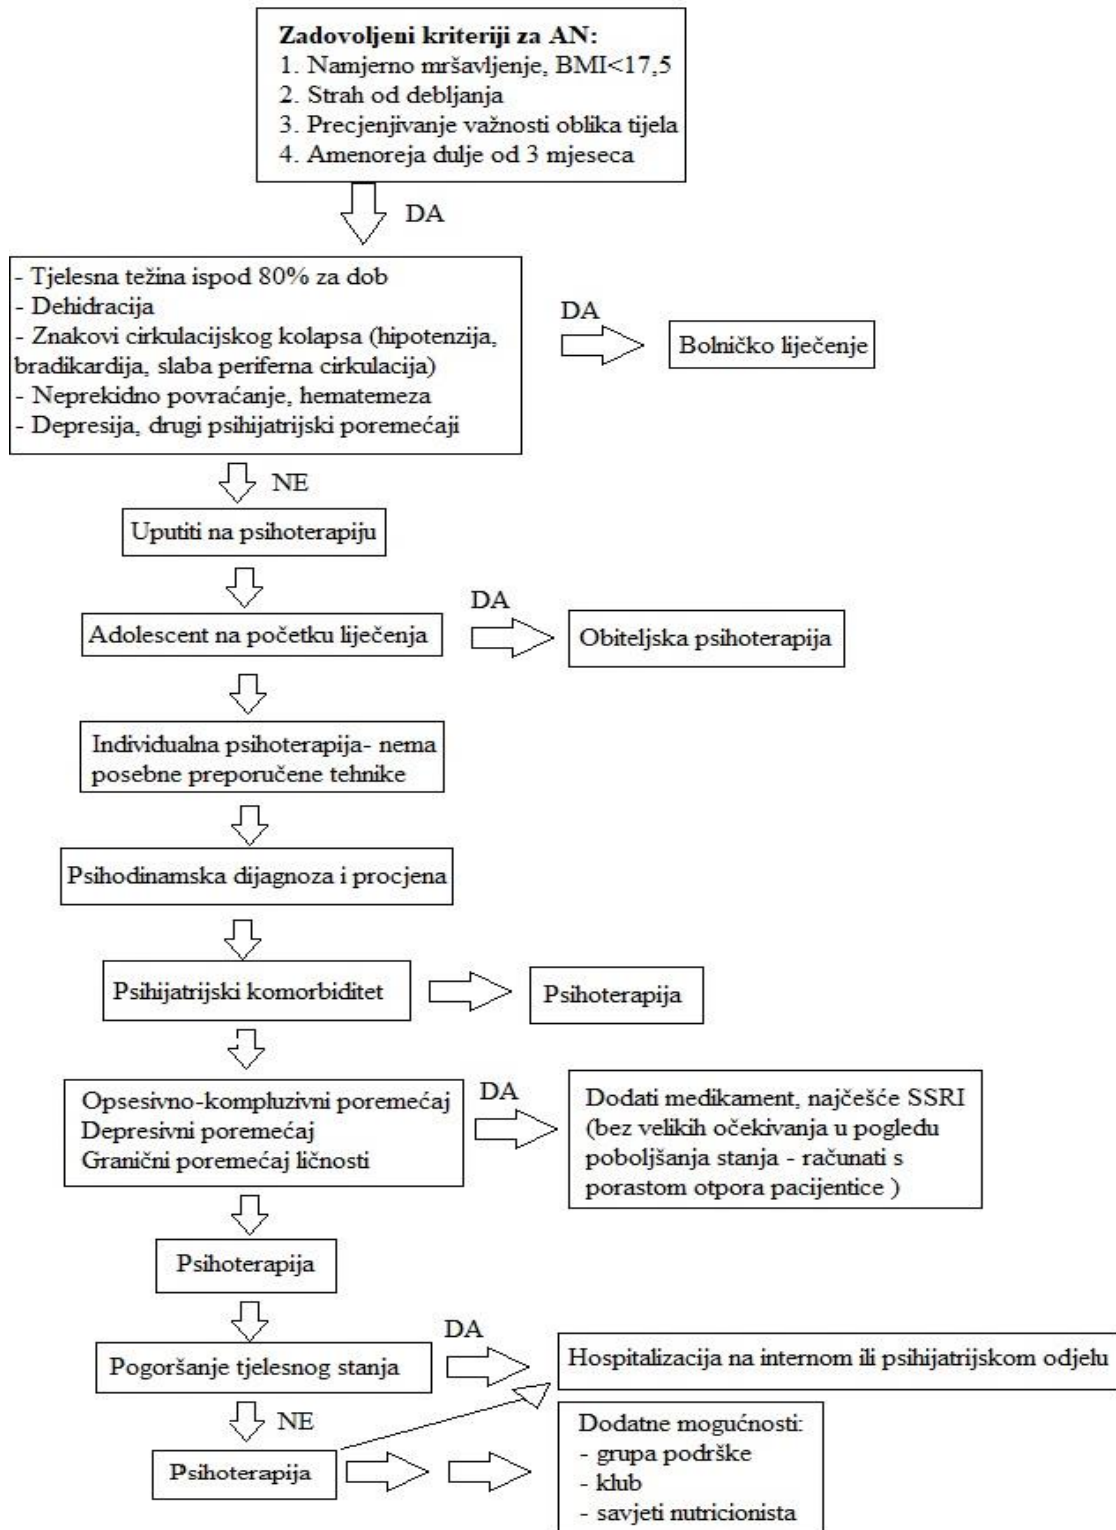 Zadovoljeni kriteriji za AN:
1. Namjerno mršavljenje, BMI<17,5
2. Strah od debljanja
3. Precjenjivanje važnosti oblika tijela
4. Amenoreja dulje od 3 mjeseca
DA
- Tjelesna težina ispod 80% za dob
- Dehidracija
- Znakovi cirkulacijskog kolapsa (hipotenzija,
bradikardija, slaba periferna cirkulacija)
- Neprekidno povraćanje, hematemeza
- Depresija, drugi psihijatrijski poremećaji
DA
Bolničko liječenje
NE
Uputiti na psihoterapiju
Adolescent na početku liječenja
DA
Obiteljska psihoterapija
Individualna psihoterapija- nema
posebne preporučene tehnike
Psihodinamska dijagnoza i procjena
Psihijatrijski komorbiditet
Psihoterapija
Opsesivno-kompluzivni poremećaj
Depresivni poremećaj
Granični poremećaj ličnosti
DA
Dodati medikament, najčešće SSRI
(bez velikih očekivanja u pogledu
poboljšanja stanja - računati s
porastom otpora pacijentice )
Psihoterapija
Pogoršanje tjelesnog stanja
DA
Hospitalizacija na internom ili psihijatrijskom odjelu
NE
Psihoterapija
Dodatne mogućnosti:
- grupa podrške
- klub
- savjeti nutricionista